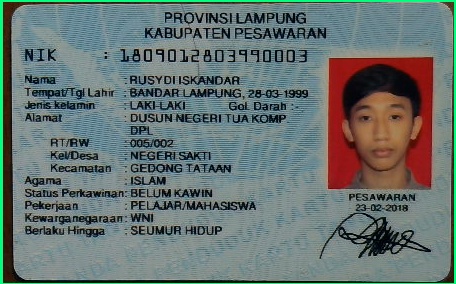 PROVINSI LAMPUNG
KABUPATEN PESAWARAN
NIK : 1809012803990003
Nama : RUSYDI ISKANDAR
Tempat/Tgl Lahir : BANDAR LAMPUNG, 28-03-1999
Jenis kelamin : LAKI-LAKI Gol. Darah :-
Alamat : DUSUN NEGERI TUA KOMP.
DPL
RT/RW : 005/002
Kel/Desa : NEGERI SAKTI
Kecamatan : GEDONG TATAAN
Agama : ISLAM
Status Perkawinan: BELUM KAWIN
Pekerjaan : PELAJAR/MAHASISWA
Kewarganegaraan: WNI
Berlaku Hingga : SEUMUR HIDUP
PESAWARAN
23-02-2018